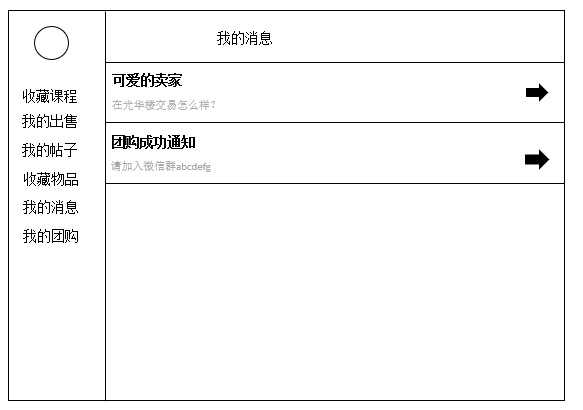 我的消息
收藏课程
我的出售
我的帖子
收藏物品
我的消息
我的团购
可爱的卖家
在光华楼交易怎么样？
团购成功通知
请加入微信群abcdefg